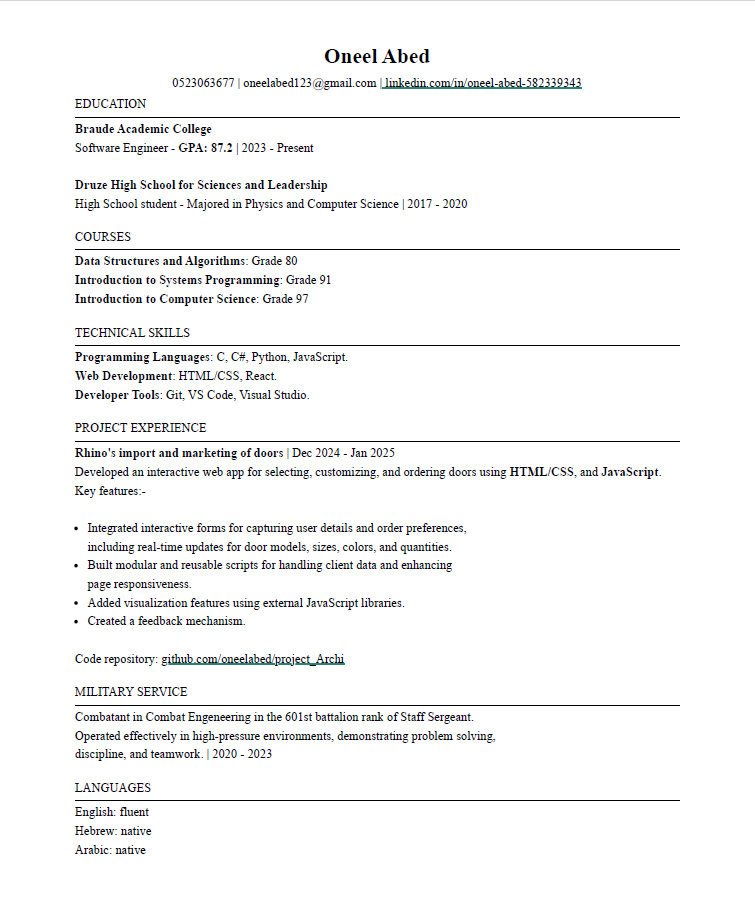 Oneel Abed
0523063677 | oneelabed123@gmail.com | linkedin.com/in/oneel-abed-582339343
EDUCATION
Braude Academic College
Software Engineer - GPA: 87.2 | 2023 - Present
Druze High School for Sciences and Leadership
High School student - Majored in Physics and Computer Science | 2017 - 2020
COURSES
Data Structures and Algorithms: Grade 80
Introduction to Systems Programming: Grade 91
Introduction to Computer Science: Grade 97
TECHNICAL SKILLS
Programming Languages: C, C#, Python, JavaScript.
Web Development: HTML/CSS, React.
Developer Tools: Git, VS Code, Visual Studio.
PROJECT EXPERIENCE
Rhino's import and marketing of doors | Dec 2024 - Jan 2025
Developed an interactive web app for selecting, customizing, and ordering doors using HTML/CSS, and JavaScript.
Key features:-
• Integrated interactive forms for capturing user details and order preferences,
including real-time updates for door models, sizes, colors, and quantities.
• Built modular and reusable scripts for handling client data and enhancing
page responsiveness.
• Added visualization features using external JavaScript libraries.
• Created a feedback mechanism.
Code repository: github.com/oneelabed/project_Archi
MILITARY SERVICE
Combatant in Combat Engeneering in the 601st battalion rank of Staff Sergeant.
Operated effectively in high-pressure environments, demonstrating problem solving,
discipline, and teamwork. | 2020 - 2023
LANGUAGES
English: fluent
Hebrew: native
Arabic: native